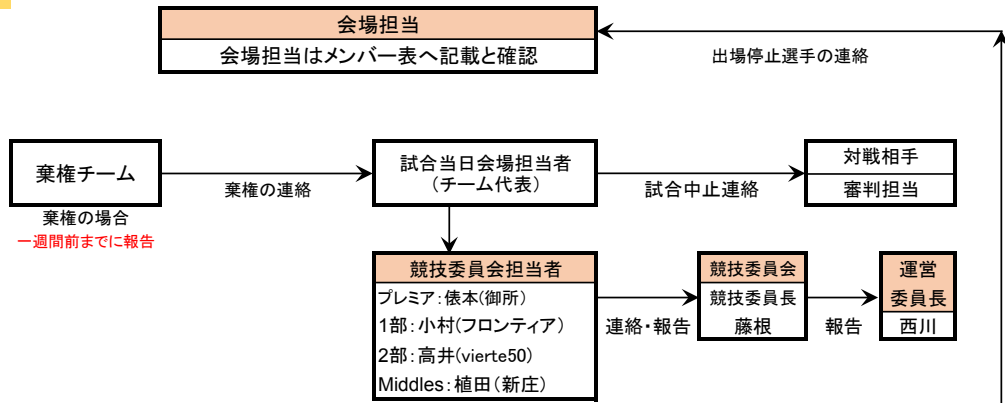 会場担当
会場担当はメンバー表へ記載と確認
出場停止選手の連絡
棄権チーム
棄権の連絡
試合当日会場担当者
(チーム代表)
試合中止連絡
対戦相手
審判担当
棄権の場合
一週間前までに報告
競技委員会担当者
プレミア:俵本(御所)
1部:小村(フロンティア)
2部:高井(vierte50)
Middles:植田(新庄)
連絡・報告
競技委員会
競技委員長
藤根
報告
運営
委員長
西川